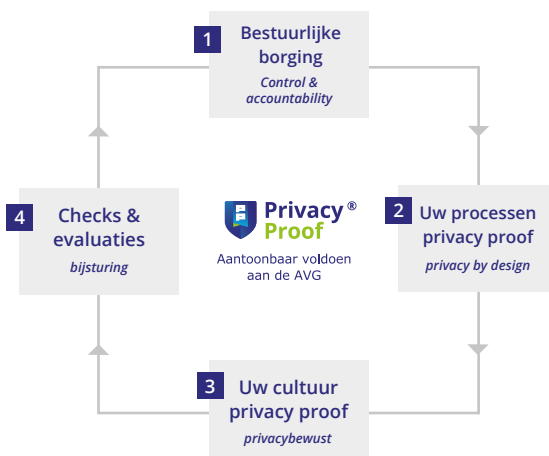 1
Bestuurlijke
borging
Control &
accountability
2
Uw processen
privacy proof
privacy by design
3
Uw cultuur
privacy proof
privacybewust
4
Checks &
evaluaties
bijsturing
Privacy ®
Proof
Aantoonbaar voldoen
aan de AVG